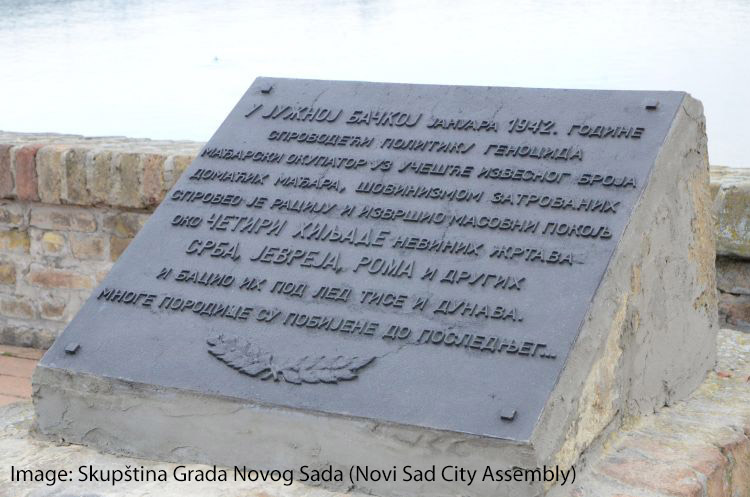 У ЈУЖНОЈ БАЧКОЈ ЈАНУАРА 1942. ГОДИНЕ
СПРОВОДЕЋИ ПОЛИТИКУ ГЕНОЦИДА
МАЂАРСКИ ОКУПАТОР УЗ УЧЕШЋЕ ИЗВЕСНОГ БРОЈА
ДОМАЋИХ МАЂАРА, ШОВИНИЗМОМ ЗАТРОВАНИХ
СПРОВЕО ЈЕ РАЦИЈУ И ИЗВРШИО МАСОВНИ ПОКОЉ
ОКО ЧЕТИРИ ХИЉАДЕ НЕВИНИХ ЖРТАВА
СРБА, ЈЕВРЕЈА, РОМА И ДРУГИХ
И БАЦИО ИХ ПОД ЛЕД ТИСЕ И ДУНАВА.
МНОГЕ ПОРОДИЦЕ СУ ПОБИЈЕНЕ ДО ПОСЛЕДЊЕГ...
Image: Skupština Grada Novog Sada (Novi Sad City Assembly)